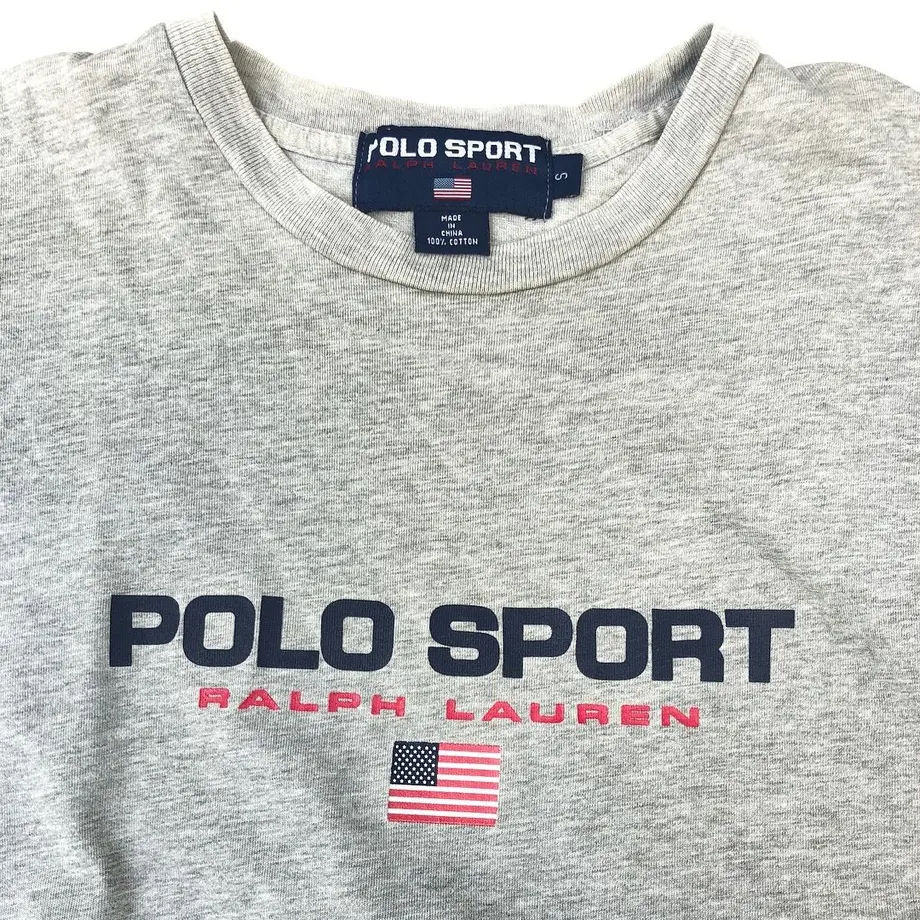 POLO SPORT
RALPH LAUREN
S
MADE
IN
CHINA
100% COTTON
POLO SPORT
RALPH LAUREN